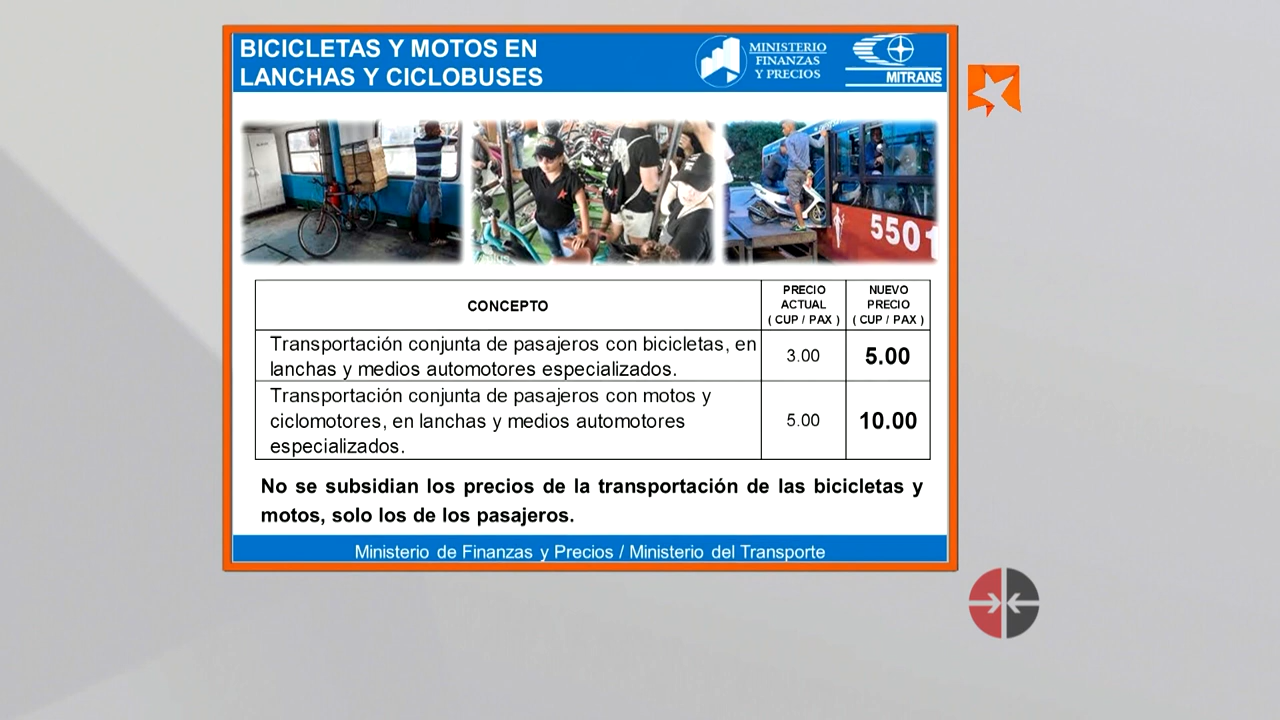 BICICLETAS Y MOTOS EN
LANCHAS Y CICLOBUSES
MINISTERIO
FINANZAS
Y PRECIOS
MITRANS
5501
CONCEPTO
PRECIO
ACTUAL
( CUP / PAX )
NUEVO
PRECIO
( CUP / PAX )
Transportación conjunta de pasajeros con bicicletas, en
lanchas y medios automotores especializados.
3.00
5.00
Transportación conjunta de pasajeros con motos y
ciclomotores, en lanchas y medios automotores
especializados.
5.00
10.00
No se subsidian los precios de la transportación de las bicicletas y
motos, solo los de los pasajeros.
Ministerio de Finanzas y Precios / Ministerio del Transporte